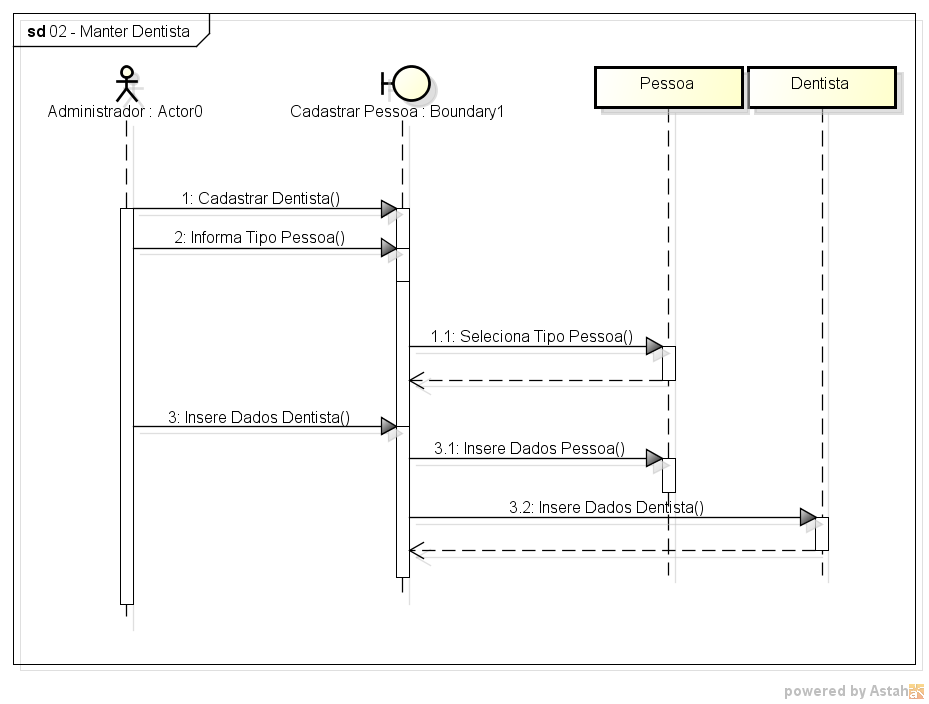 sd 02 - Manter Dentista
Administrador : Actor0
Cadastrar Pessoa : Boundary1
Pessoa
Dentista
1: Cadastrar Dentista()
2: Informa Tipo Pessoa()
1.1: Seleciona Tipo Pessoa()
3: Insere Dados Dentista()
3.1: Insere Dados Pessoa()
3.2: Insere Dados Dentista()
powered by Astah